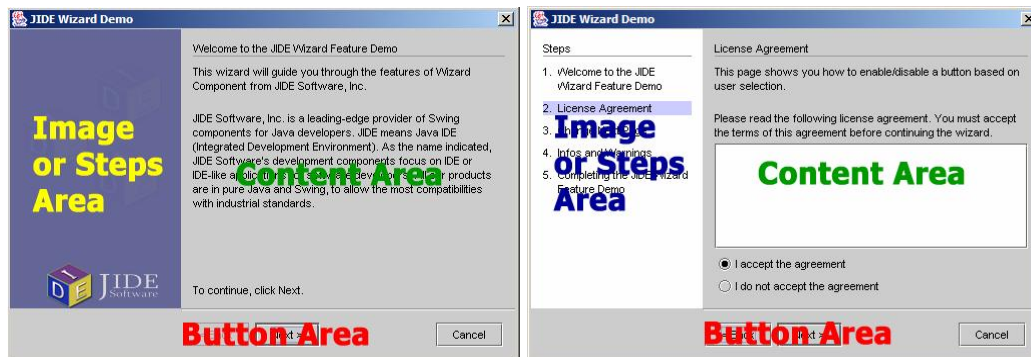 JIDE Wizard Demo
Welcome to the JIDE Wizard Feature Demo
This wizard will guide you through the features of Wizard
Component from JIDE Software, Inc.
JIDE Software, Inc. is a leading-edge provider of Swing
components for Java developers. JIDE means Java IDE
(Integrated Development Environment). As the name indicated,
JIDE Software's development components focus on IDE or
IDE-like
products
are in pure Java and Swing, to allow the most compatibilities
with industrial standards.
To continue, click Next.
Image
or Steps
Area
Content Area
JIDE
Software
Button Area
Cancel
JIDE Wizard Demo
Steps
1. Welcome to the JIDE
Wizard Feature Demo
2. License Agreement
3.
4. Infos and Warnings
5. Completing the JIDE Wizard
Feature Demo
Image
or Steps
Area
License Agreement
This page shows you how to enable/disable a button based on
user selection.
Please read the following license agreement. You must accept
the terms of this agreement before continuing the wizard.
Content Area
I accept the agreement
I do not accept the agreement
Button Area
Cancel